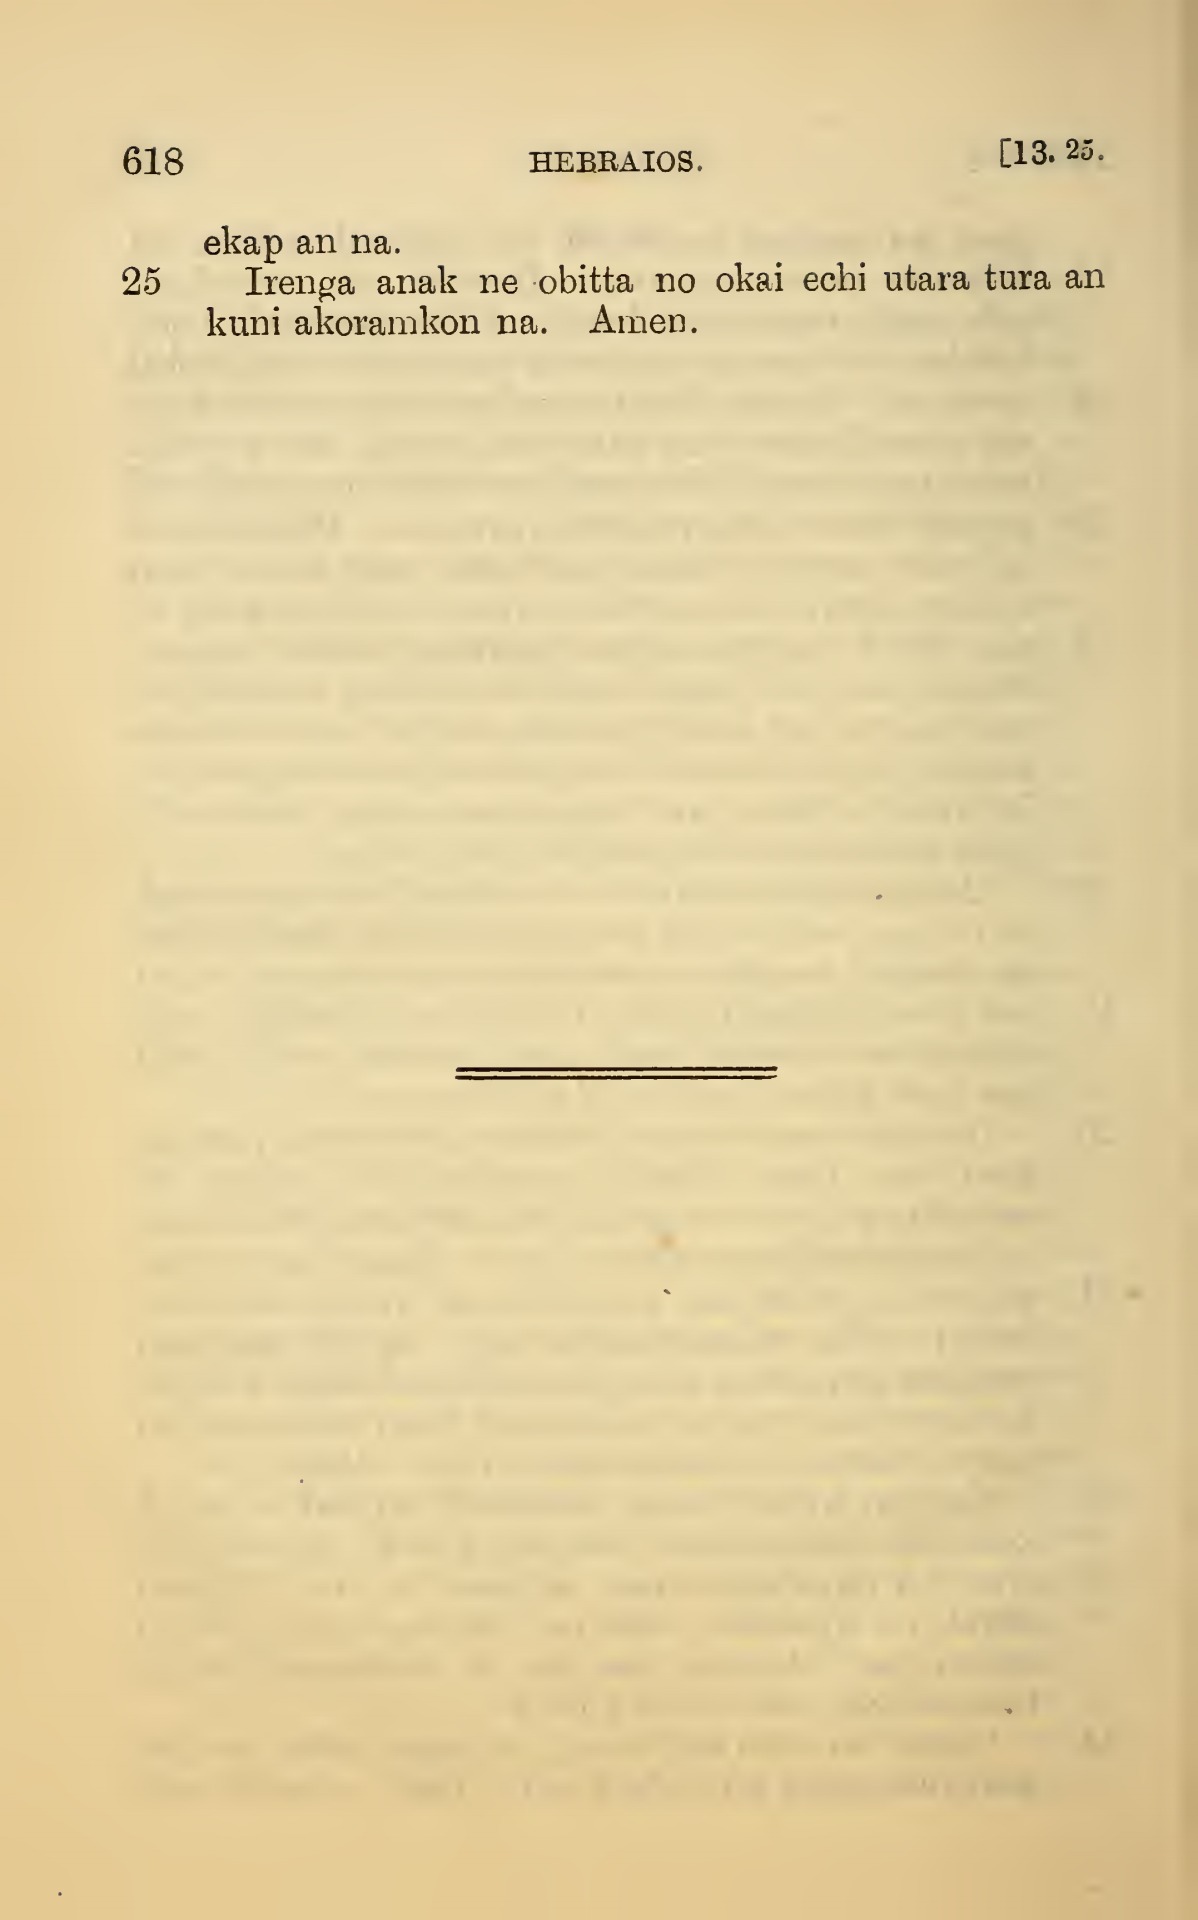 618 HEBRAIOS. [13. 25.
ekap an na.
25 Irenga anak ne obitta no okai echi utara tura an
kuni akoramkon na. Amen.